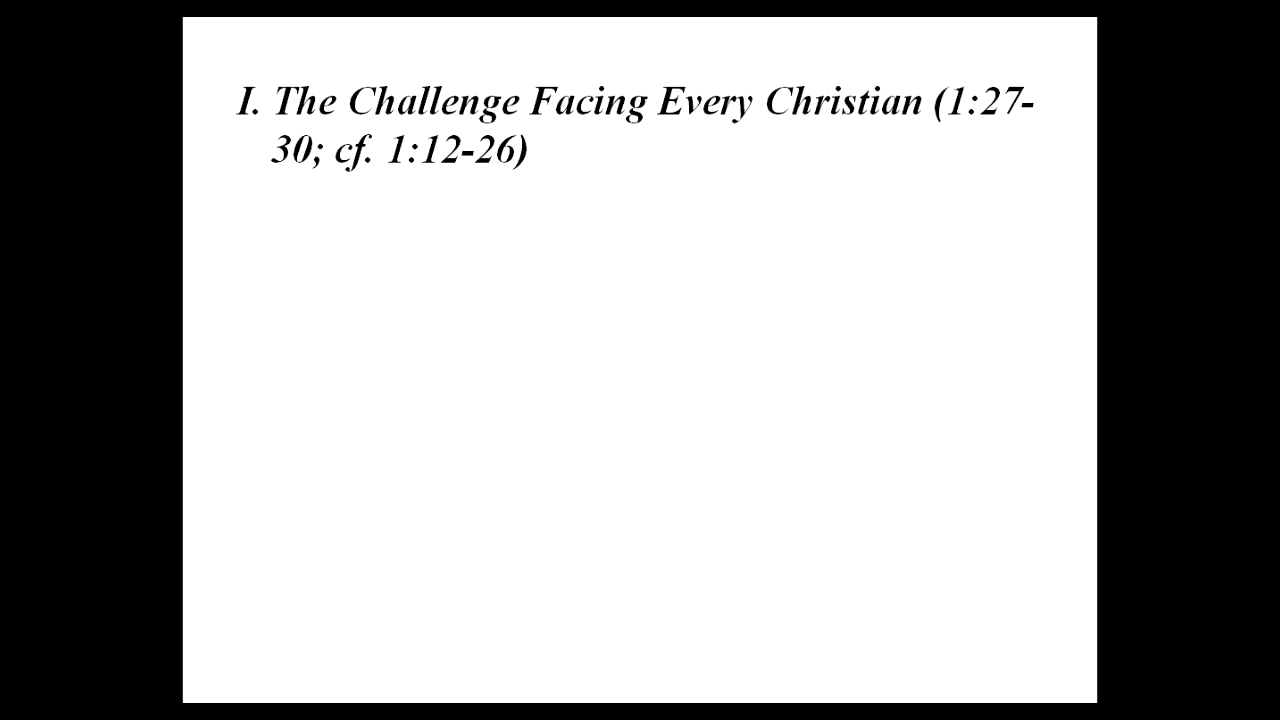 I. The Challenge Facing Every Christian (1:27-
30; cf. 1:12-26)